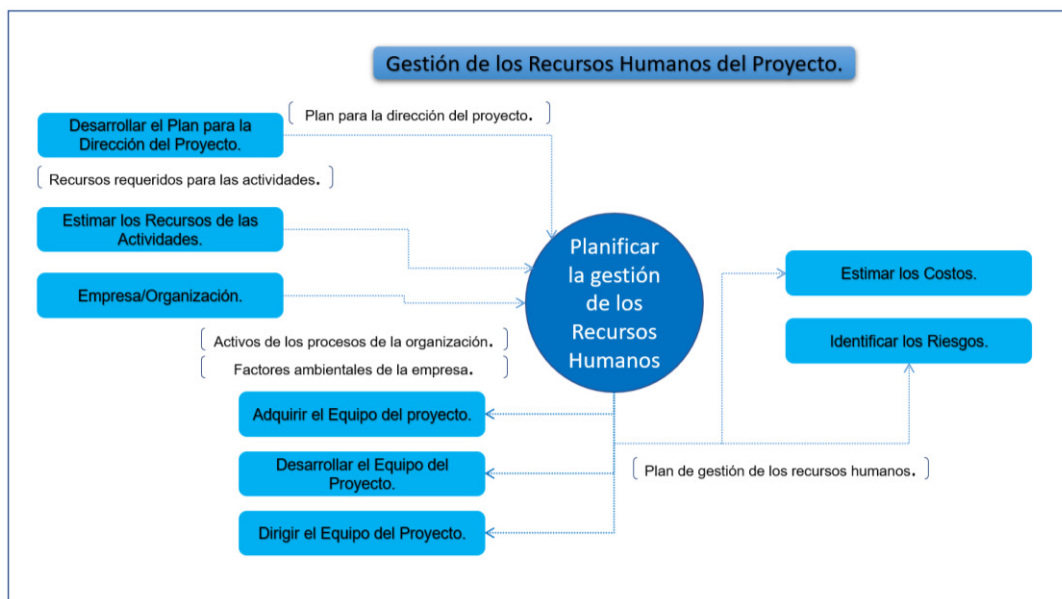 Gestión de los Recursos Humanos del Proyecto.
Plan para la dirección del proyecto.
Desarrollar el Plan para la
Dirección del Proyecto.
Recursos requeridos para las actividades.
Estimar los Recursos de las
Actividades.
Empresa/Organización.
Planificar
la gestión
de los
Recursos
Humanos
Estimar los Costos.
Identificar los Riesgos.
Activos de los procesos de la organización.
Factores ambientales de la empresa.
Adquirir el Equipo del proyecto.
Desarrollar el Equipo del
Proyecto.
Plan de gestión de los recursos humanos.
Dirigir el Equipo del Proyecto.